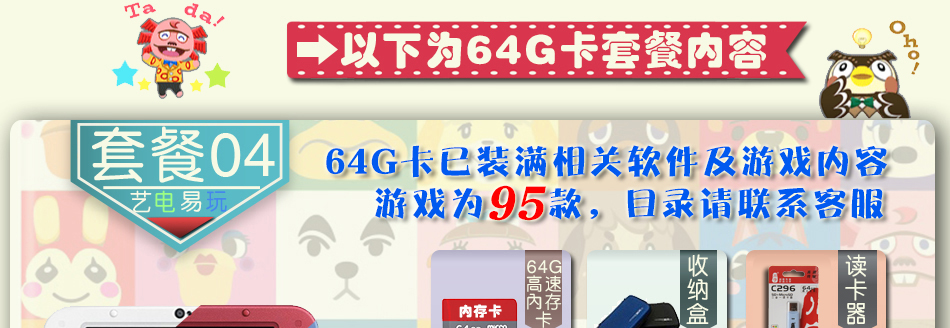 Ta da!
➡以下为64G卡套餐内容
Oho!
套餐04
艺电易玩
64G卡已装满相关软件及游戏内容
游戏为95款，目录请联系客服
64G高速内存卡
内存卡
收纳盒
读卡器
C296